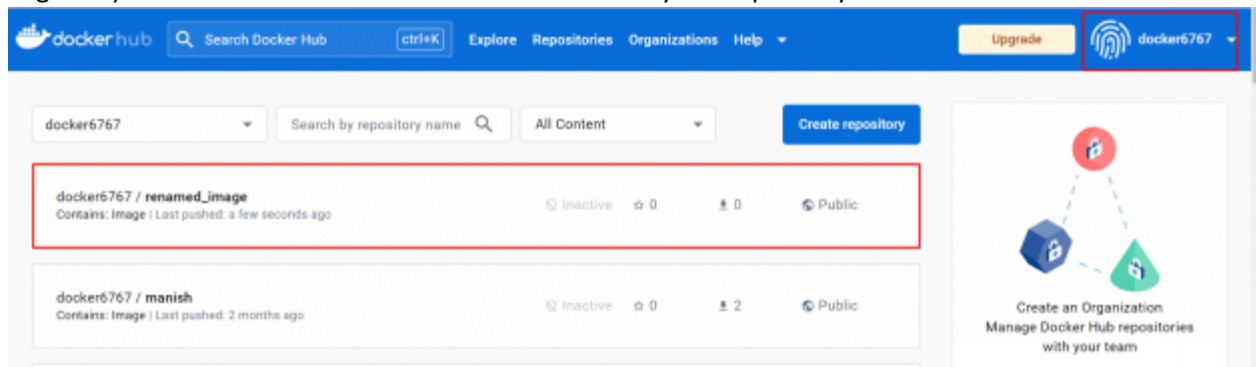 dockerhub Search Docker Hub ctrl+K Explore Repositories Organizations Help Upgrade docker6767
docker6767 Search by repository name All Content Create repository
docker6767 / renamed_image Inactive 0 0 Public
Contains: Image | Last pushed: a few seconds ago
docker6767 / manish Inactive 0 2 Public
Contains: Image | Last pushed: 2 months ago
Create an Organization
Manage Docker Hub repositories
with your team